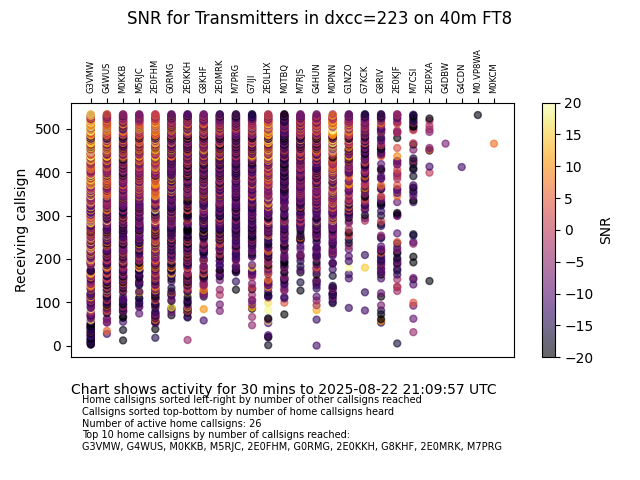 SNR for Transmitters in dxcc=223 on 40m FT8
G3VMW G4WUS M0KKB M5RJC 2E0FHM G0RMG 2E0KKH G8KHF 2E0MRK M7PRG G7IJI 2E0LHX M0TBQ M7RJS G4HUN M0PNN G1NZO G7KCK G8RIV 2E0KJF M7CSI 2E0PXA G4DBW G4CDN M0.VP8WA M0KCM
500
400
300
200
100
0
Receiving callsign
20
15
10
5
0
−5
−10
−15
−20
SNR
Chart shows activity for 30 mins to 2025-08-22 21:09:57 UTC
Home callsigns sorted left-right by number of other callsigns reached
Callsigns sorted top-bottom by number of home callsigns heard
Number of active home callsigns: 26
Top 10 home callsigns by number of callsigns reached:
G3VMW, G4WUS, M0KKB, M5RJC, 2E0FHM, G0RMG, 2E0KKH, G8KHF, 2E0MRK, M7PRG